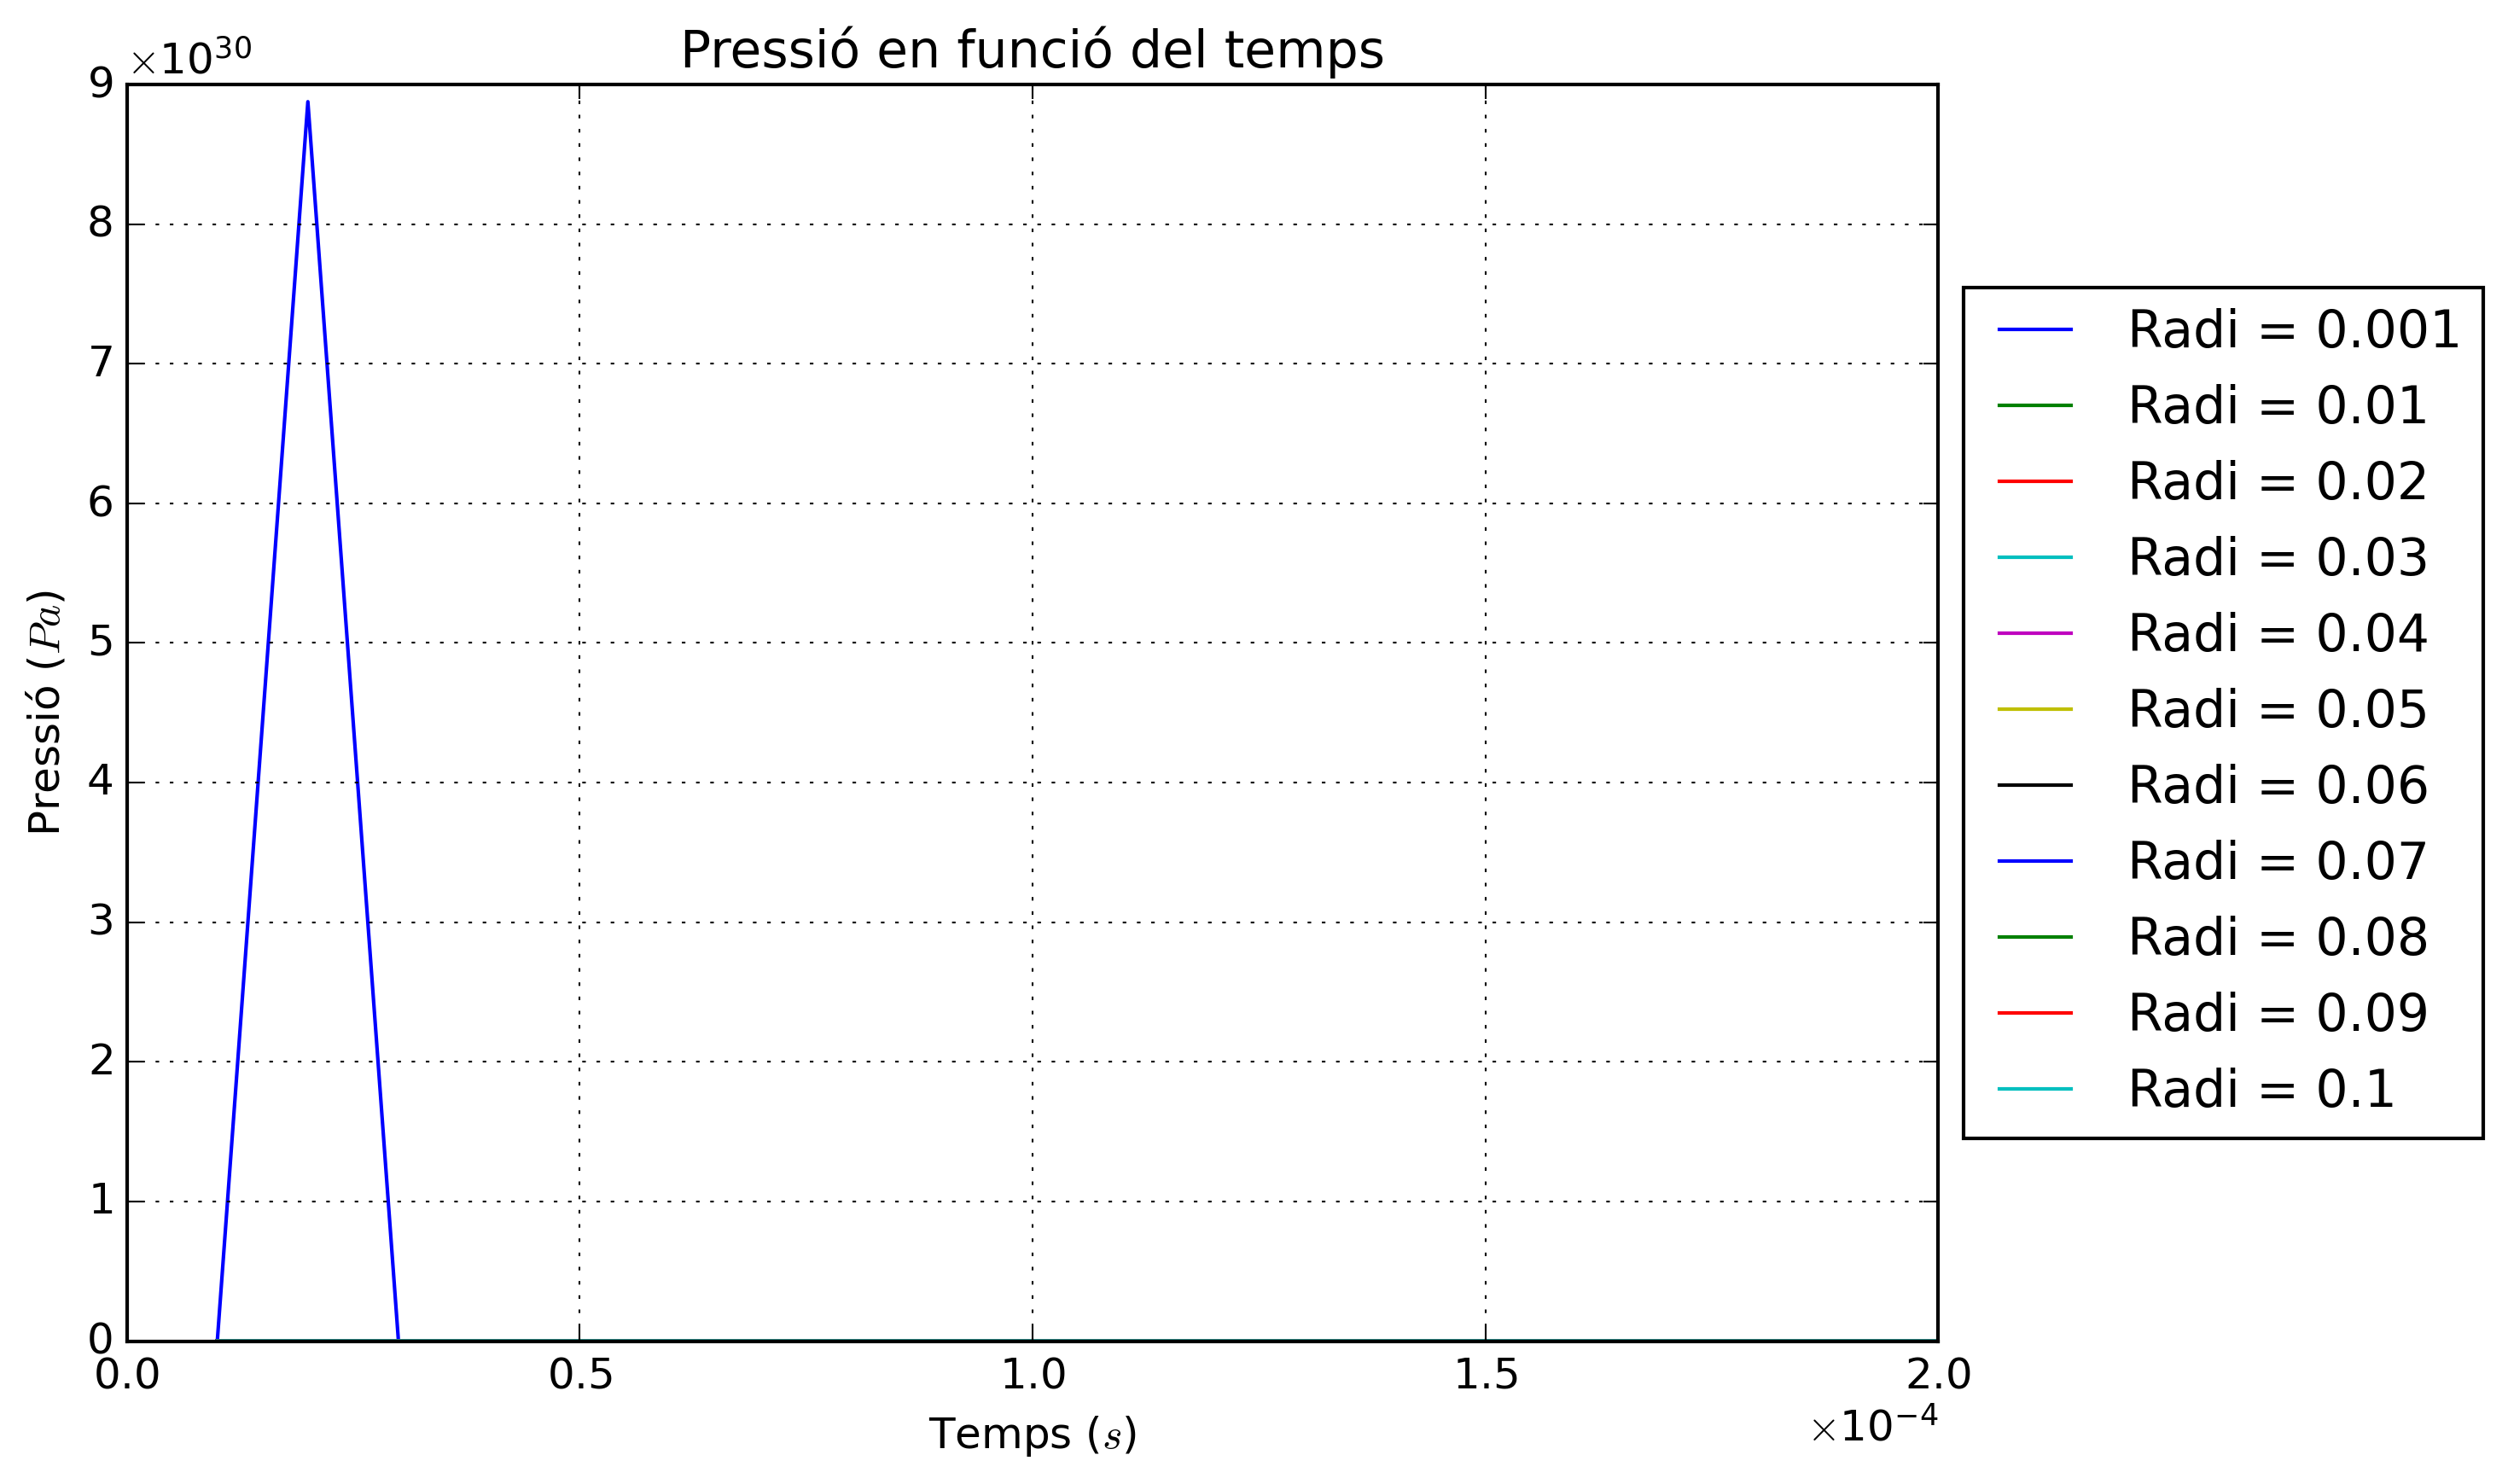 Pressió en funció del temps
×10³⁰
9
8
7
6
5
4
3
2
1
0
Pressió (Pa)
0.0 0.5 1.0 1.5 2.0
Temps (s)
×10⁻⁴
Radi = 0.001
Radi = 0.01
Radi = 0.02
Radi = 0.03
Radi = 0.04
Radi = 0.05
Radi = 0.06
Radi = 0.07
Radi = 0.08
Radi = 0.09
Radi = 0.1